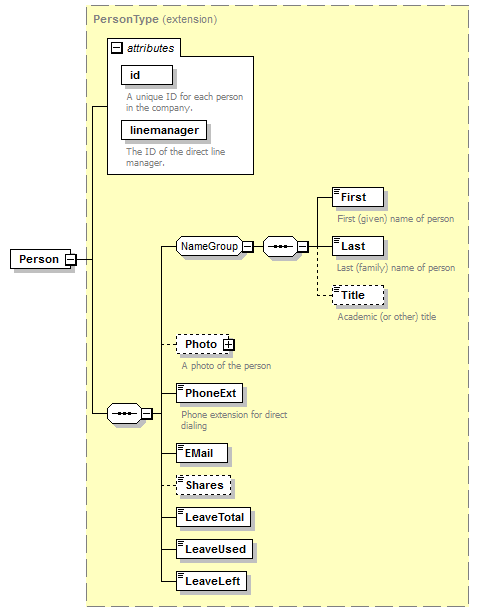 PersonType (extension)
attributes
id
A unique ID for each person
in the company.
linemanager
The ID of the direct line
manager.
Person
NameGroup
First
First (given) name of person
Last
Last (family) name of person
Title
Academic (or other) title
Photo
A photo of the person
PhoneExt
Phone extension for direct
dialing
EMail
Shares
LeaveTotal
LeaveUsed
LeaveLeft